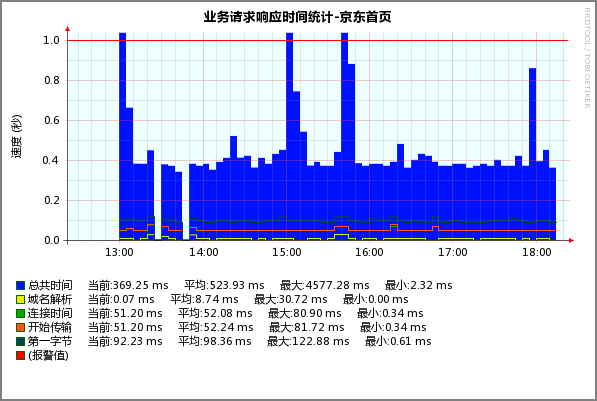 业务请求响应时间统计-京东首页
RRDTOOL / TOBI OETIKER
速度 (秒)
1.0
0.8
0.6
0.4
0.2
0.0
13:00 14:00 15:00 16:00 17:00 18:00
总共时间 当前:369.25 ms 平均:523.93 ms 最大:4577.28 ms 最小:2.32 ms
域名解析 当前:0.07 ms 平均:8.74 ms 最大:30.72 ms 最小:0.00 ms
连接时间 当前:51.20 ms 平均:52.08 ms 最大:80.90 ms 最小:0.34 ms
开始传输 当前:51.20 ms 平均:52.24 ms 最大:81.72 ms 最小:0.34 ms
第一字节 当前:92.23 ms 平均:98.36 ms 最大:122.88 ms 最小:0.61 ms
(报警值)